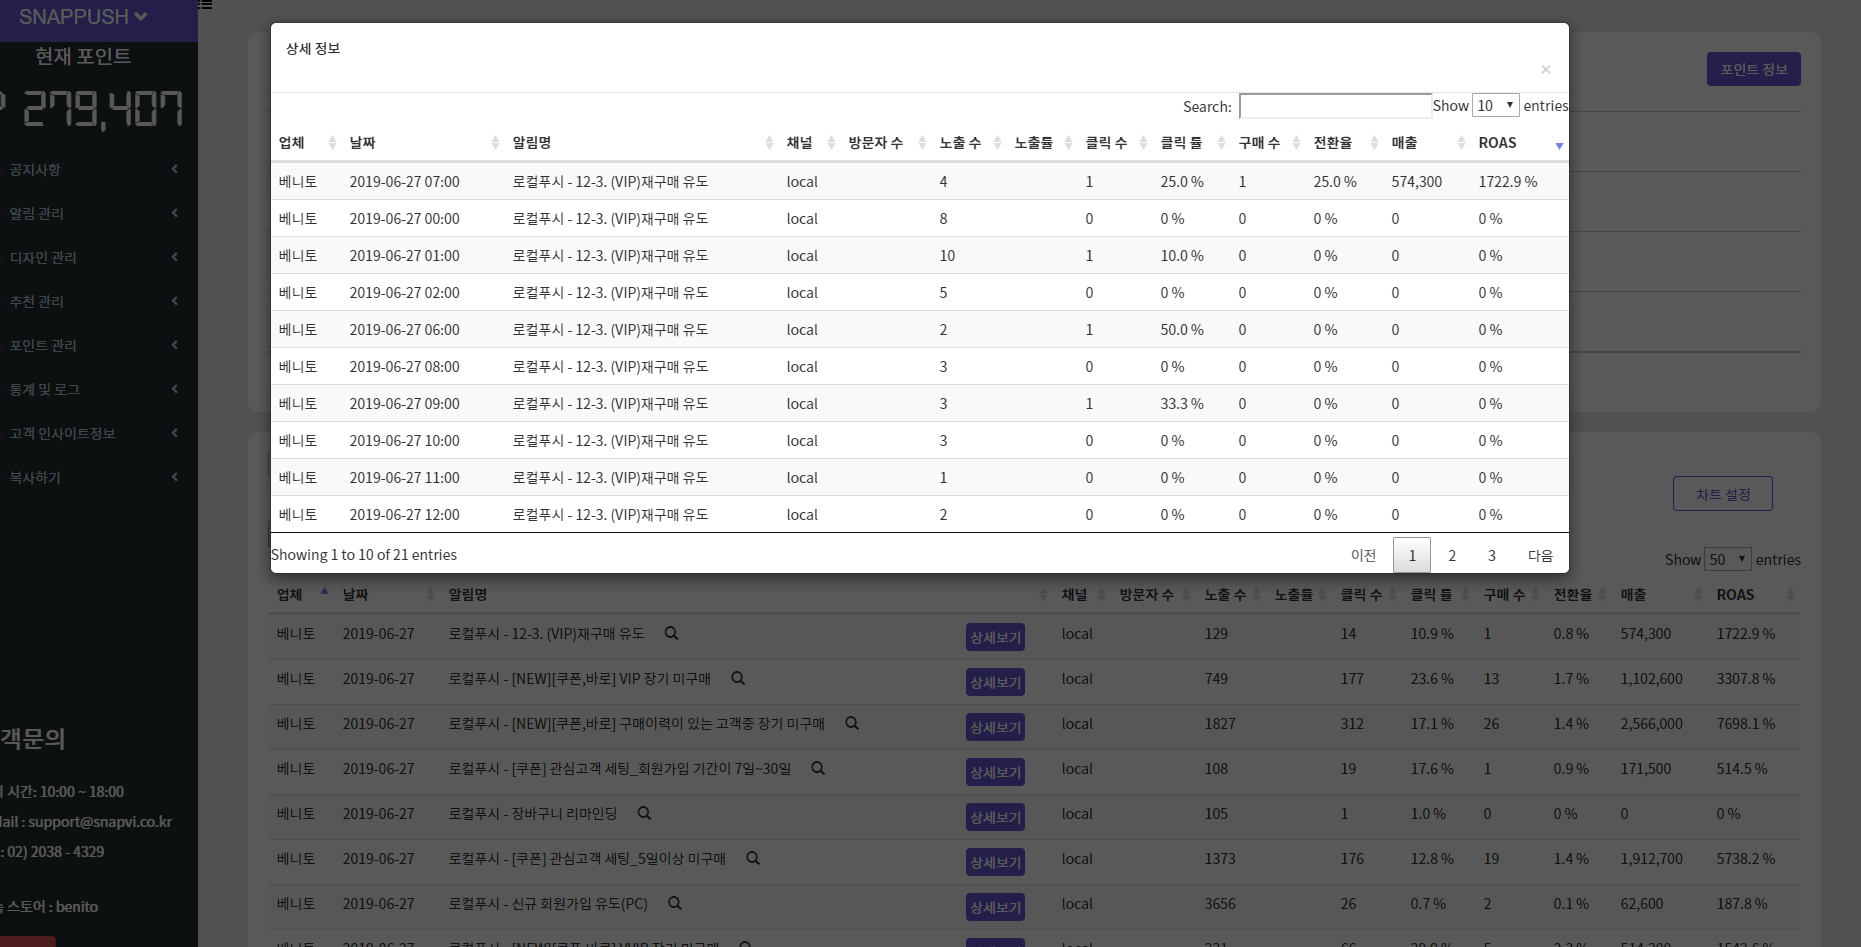 SNAPPUSH
현재 포인트
279,407
공지사항
알림 관리
디자인 관리
추천 관리
포인트 관리
통계 및 로그
고객 인사이트정보
복사하기
객문의
시간: 10:00 ~ 18:00
ail : support@snapvi.co.kr
: 02) 2038 - 4329
스토어 : benito
포인트 정보
상세 정보
×
Search: Show 10 entries
업체 날짜 알림명 채널 방문자 수 노출 수 노출률 클릭 수 클릭 률 구매 수 전환율 매출 ROAS
베니토 2019-06-27 07:00 로컬푸시 - 12-3. (VIP)재구매 유도 local 4 1 25.0 % 1 25.0 % 574,300 1722.9 %
베니토 2019-06-27 00:00 로컬푸시 - 12-3. (VIP)재구매 유도 local 8 0 0 % 0 0 % 0 0 %
베니토 2019-06-27 01:00 로컬푸시 - 12-3. (VIP)재구매 유도 local 10 1 10.0 % 0 0 % 0 0 %
베니토 2019-06-27 02:00 로컬푸시 - 12-3. (VIP)재구매 유도 local 5 0 0 % 0 0 % 0 0 %
베니토 2019-06-27 06:00 로컬푸시 - 12-3. (VIP)재구매 유도 local 2 1 50.0 % 0 0 % 0 0 %
베니토 2019-06-27 08:00 로컬푸시 - 12-3. (VIP)재구매 유도 local 3 0 0 % 0 0 % 0 0 %
베니토 2019-06-27 09:00 로컬푸시 - 12-3. (VIP)재구매 유도 local 3 1 33.3 % 0 0 % 0 0 %
베니토 2019-06-27 10:00 로컬푸시 - 12-3. (VIP)재구매 유도 local 3 0 0 % 0 0 % 0 0 %
베니토 2019-06-27 11:00 로컬푸시 - 12-3. (VIP)재구매 유도 local 1 0 0 % 0 0 % 0 0 %
베니토 2019-06-27 12:00 로컬푸시 - 12-3. (VIP)재구매 유도 local 2 0 0 % 0 0 % 0 0 %
Showing 1 to 10 of 21 entries 이전 1 2 3 다음
차트 설정
Show 50 entries
업체 날짜 알림명 채널 방문자 수 노출 수 노출률 클릭 수 클릭 률 구매 수 전환율 매출 ROAS
베니토 2019-06-27 로컬푸시 - 12-3. (VIP)재구매 유도 상세보기 local 129 14 10.9 % 1 0.8 % 574,300 1722.9 %
베니토 2019-06-27 로컬푸시 - [NEW][쿠폰,바로] VIP 장기 미구매 상세보기 local 749 177 23.6 % 13 1.7 % 1,102,600 3307.8 %
베니토 2019-06-27 로컬푸시 - [NEW][쿠폰,바로] 구매이력이 있는 고객중 장기 미구매 상세보기 local 1827 312 17.1 % 26 1.4 % 2,566,000 7698.1 %
베니토 2019-06-27 로컬푸시 - [쿠폰] 관심고객 세팅_회원가입 기간이 7일~30일 상세보기 local 108 19 17.6 % 1 0.9 % 171,500 514.5 %
베니토 2019-06-27 로컬푸시 - 장바구니 리마인딩 상세보기 local 105 1 1.0 % 0 0 % 0 0 %
베니토 2019-06-27 로컬푸시 - [쿠폰] 관심고객 세팅_5일이상 미구매 상세보기 local 1373 176 12.8 % 19 1.4 % 1,912,700 5738.2 %
베니토 2019-06-27 로컬푸시 - 신규 회원가입 유도(PC) 상세보기 local 3656 26 0.7 % 2 0.1 % 62,600 187.8 %